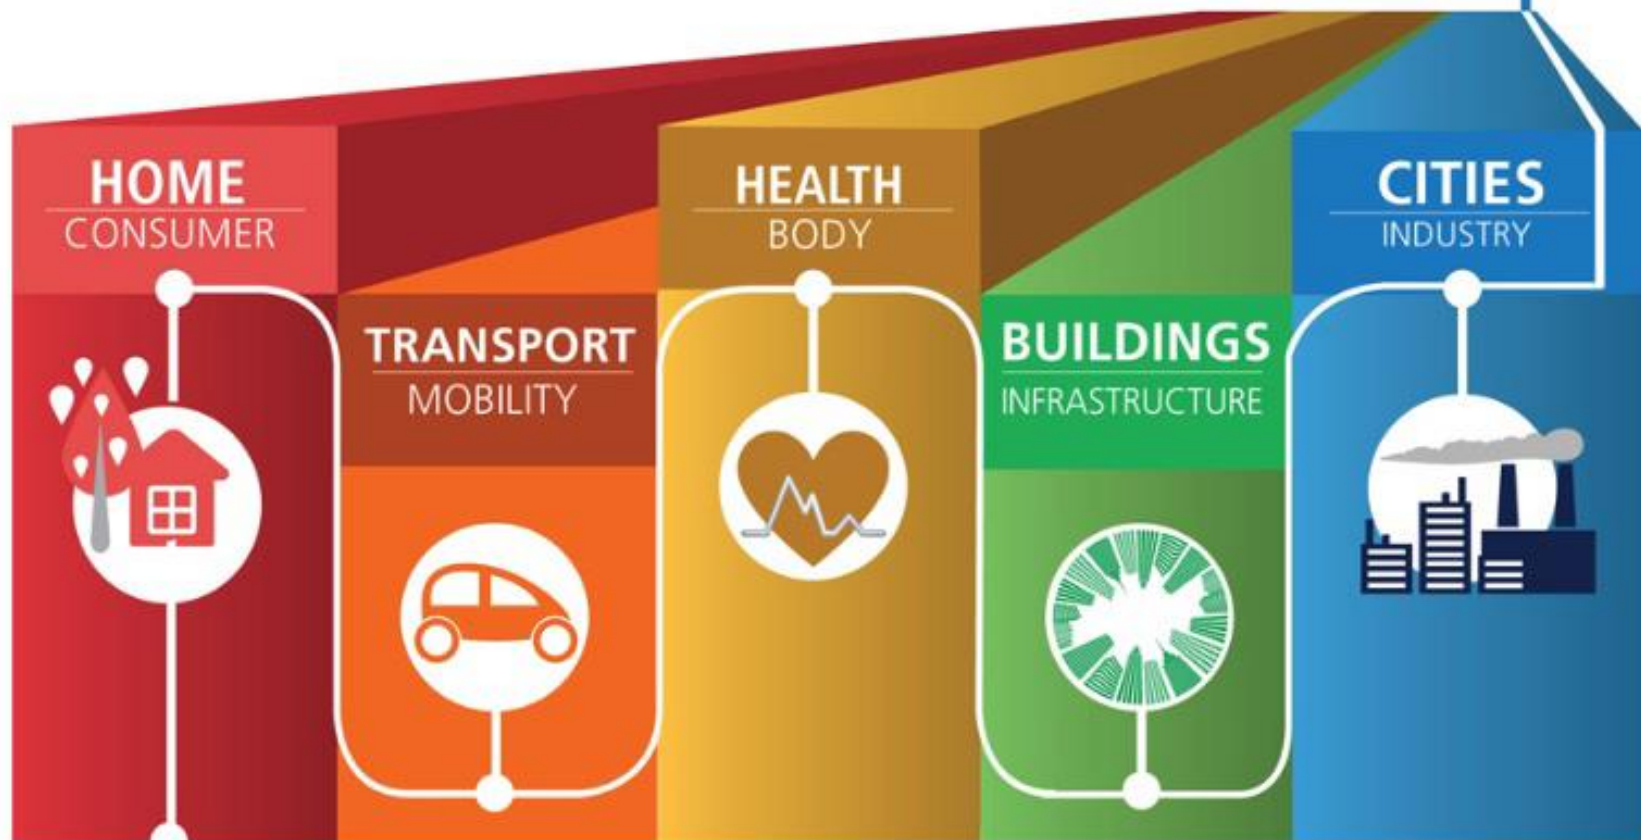 HOME
CONSUMER
TRANSPORT
MOBILITY
HEALTH
BODY
BUILDINGS
INFRASTRUCTURE
CITIES
INDUSTRY